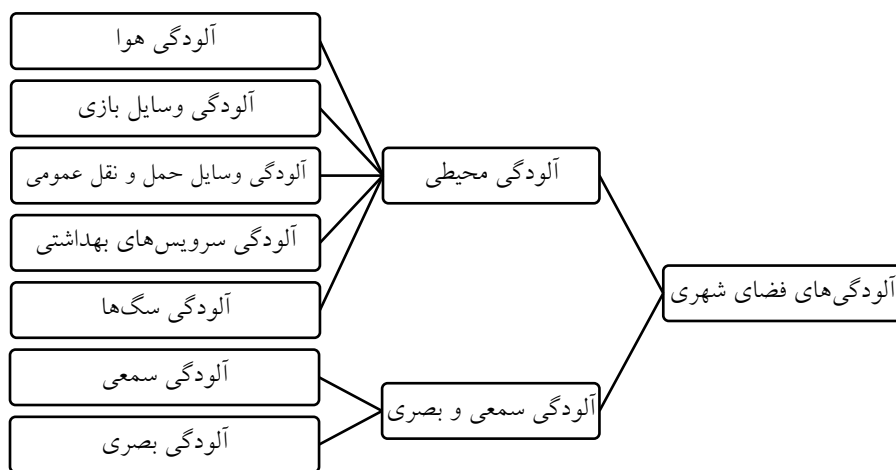 آلودگی‌های فضای شهری
آلودگی محیطی
آلودگی هوا
آلودگی وسایل بازی
آلودگی وسایل حمل و نقل عمومی
آلودگی سرویس‌های بهداشتی
آلودگی سگ‌ها
آلودگی سمعی و بصری
آلودگی سمعی
آلودگی بصری